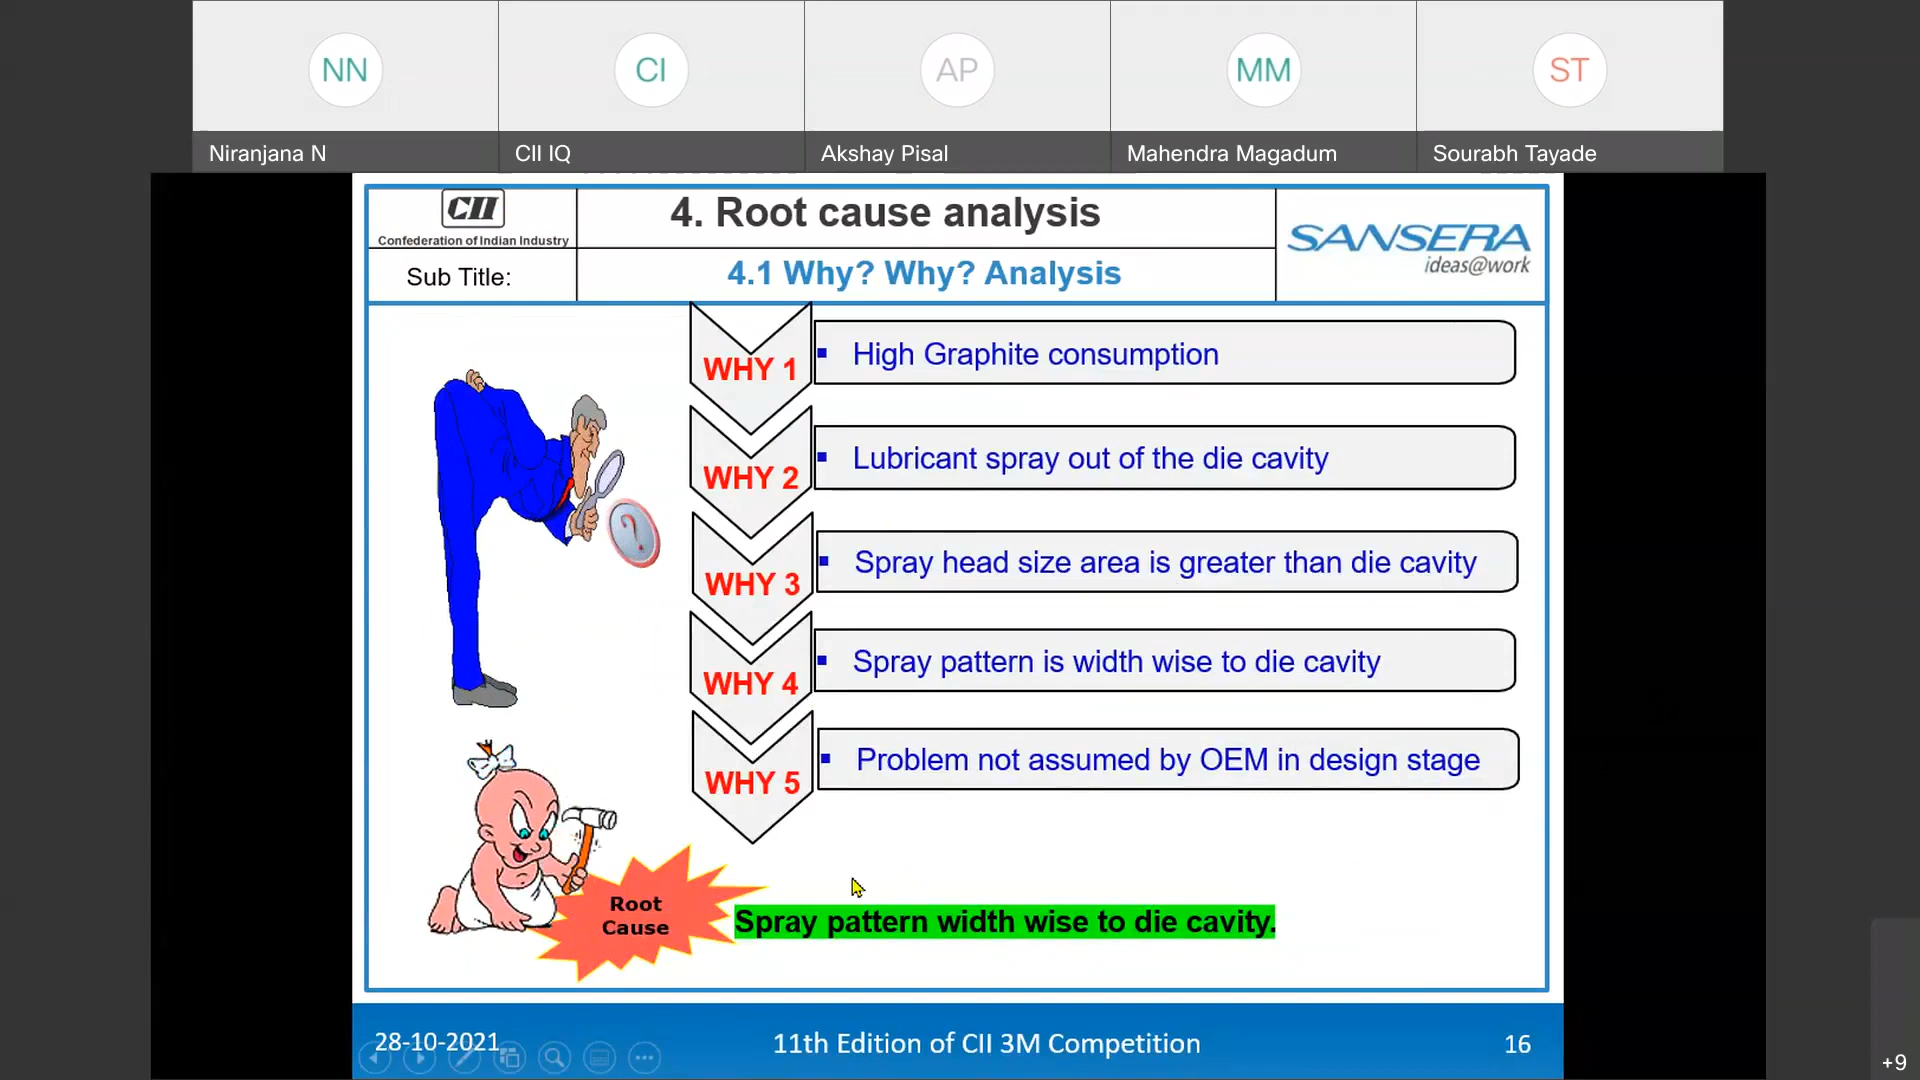 NN
CI
AP
MM
ST
Niranjana N
CII IQ
Akshay Pisal
Mahendra Magadum
Sourabh Tayade
CII
Confederation of Indian Industry
4. Root cause analysis
SANSERA
ideas@work
Sub Title:
4.1 Why? Why? Analysis
WHY 1
▪ High Graphite consumption
WHY 2
▪ Lubricant spray out of the die cavity
WHY 3
▪ Spray head size area is greater than die cavity
WHY 4
▪ Spray pattern is width wise to die cavity
WHY 5
▪ Problem not assumed by OEM in design stage
?
Root
Cause
Spray pattern width wise to die cavity.
28-10-2021
11th Edition of CII 3M Competition
16
+9